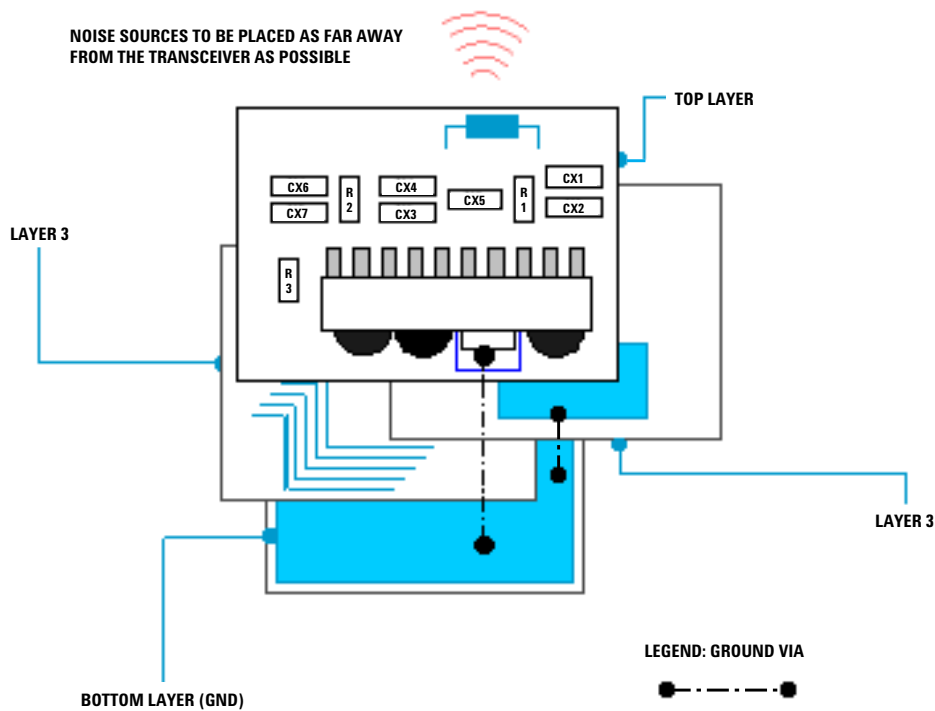 NOISE SOURCES TO BE PLACED AS FAR AWAY
FROM THE TRANSCEIVER AS POSSIBLE
TOP LAYER
CX6
CX7
R
2
CX4
CX3
CX5
R
1
CX1
CX2
LAYER 3
R
3
LAYER 3
LEGEND: GROUND VIA
BOTTOM LAYER (GND)